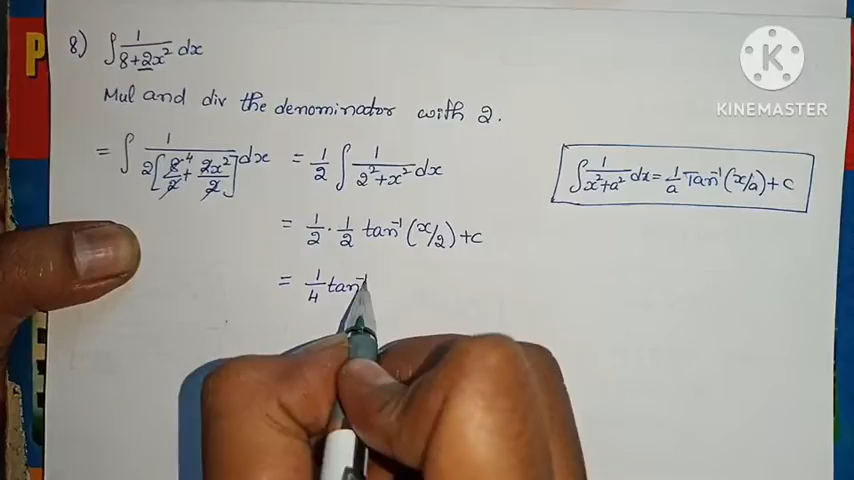 8) ∫ 1/(8+2x²) dx
Mul and div the denominator with 2.
= ∫ 1/(2[8/2 4 + 2x²/2]) dx = 1/2 ∫ 1/(2²+x²) dx
= 1/2 · 1/2 tan⁻¹(x/2) + c
= 1/4 tan⁻¹
∫ 1/(x²+a²) dx = 1/a Tan⁻¹(x/a) + c
K
KINEMASTER
P